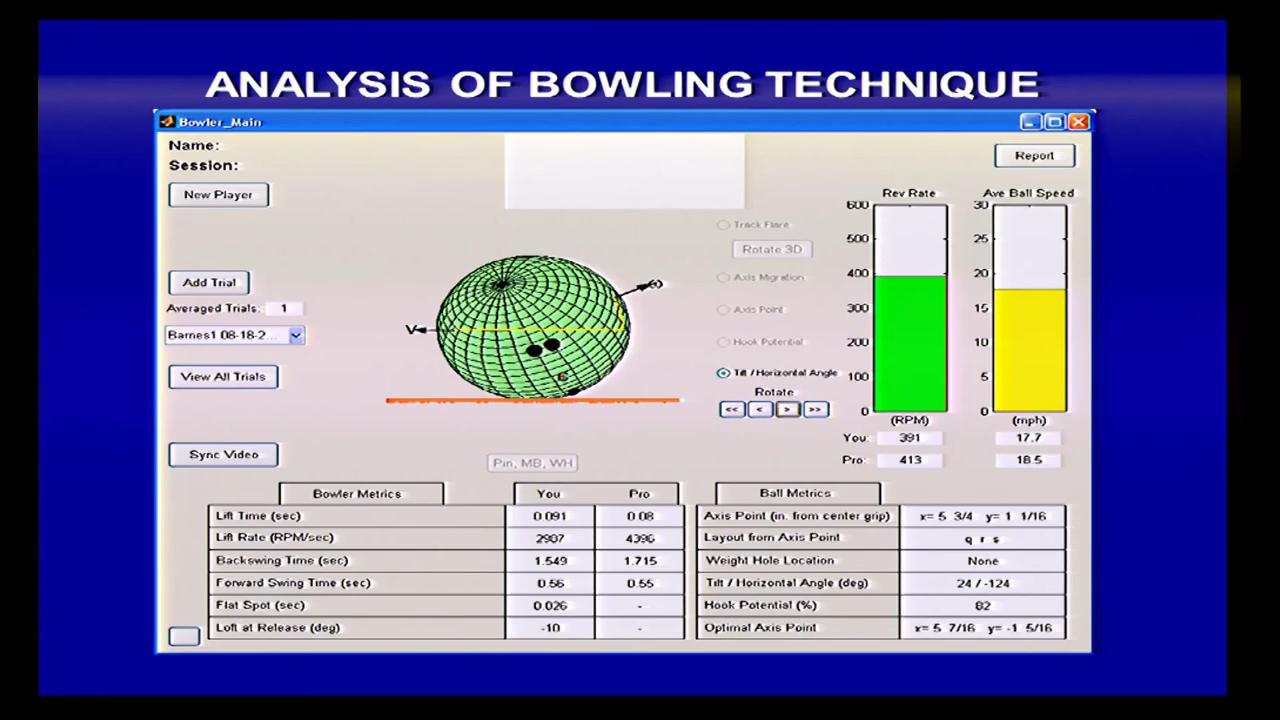 ANALYSIS OF BOWLING TECHNIQUE
Bowler_Main
Name:
Session:
Report
New Player
Rev Rate
Ave Ball Speed
600
500
400
300
200
100
0
(RPM)
30
25
20
15
10
5
0
(mph)
Track Flare
Rotate 3D
Axis Migration
Axis Point
Hook Potential
Tilt / Horizontal Angle
Rotate
<< < > >>
Add Trial
Averaged Trials: 1
Barnes1 08-18-2...
View All Trials
V
You: 391 17.7
Pro: 413 18.5
Sync Video
Pin, MB, WH
Bowler Metrics You Pro
Lift Time (sec) 0.091 0.08
Lift Rate (RPM/sec) 2987 4396
Backswing Time (sec) 1.549 1.715
Forward Swing Time (sec) 0.56 0.55
Flat Spot (sec) 0.026 -
Loft at Release (deg) -10 -
Ball Metrics
Axis Point (in. from center grip) x= 5 3/4 y= 1 1/16
Layout from Axis Point q r s
Weight Hole Location None
Tilt / Horizontal Angle (deg) 24 / -124
Hook Potential (%) 82
Optimal Axis Point x= 5 7/16 y= -1 5/16